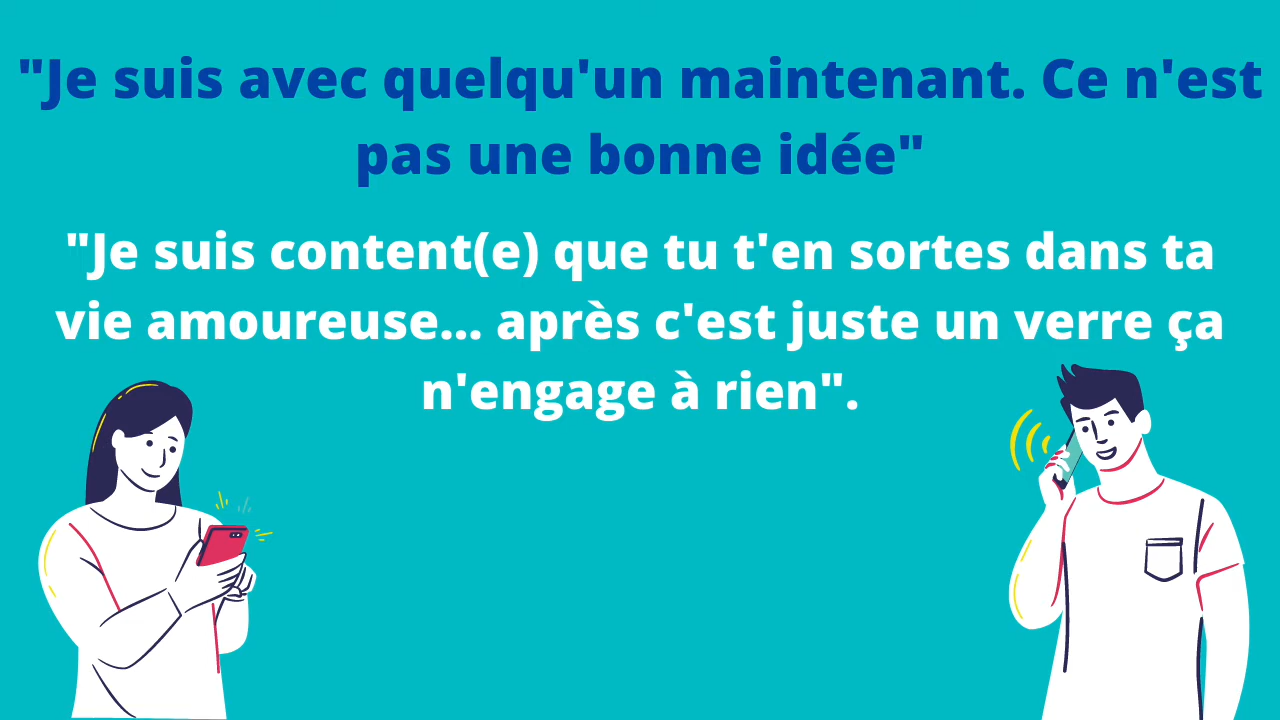 "Je suis avec quelqu'un maintenant. Ce n'est
pas une bonne idée"
"Je suis content(e) que tu t'en sortes dans ta
vie amoureuse... après c'est juste un verre ça
n'engage à rien".